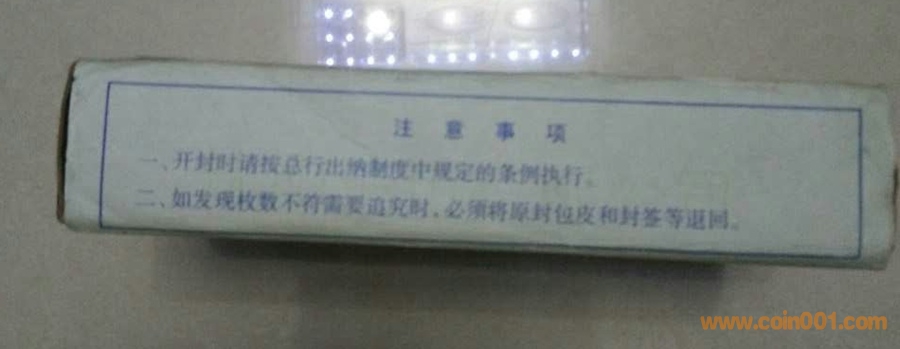 注意事项
一、开封时请按总行出纳制度中规定的条例执行。
二、如发现枚数不符需要追究时，必须将原封包皮和封签等退回。
www.coin001.com